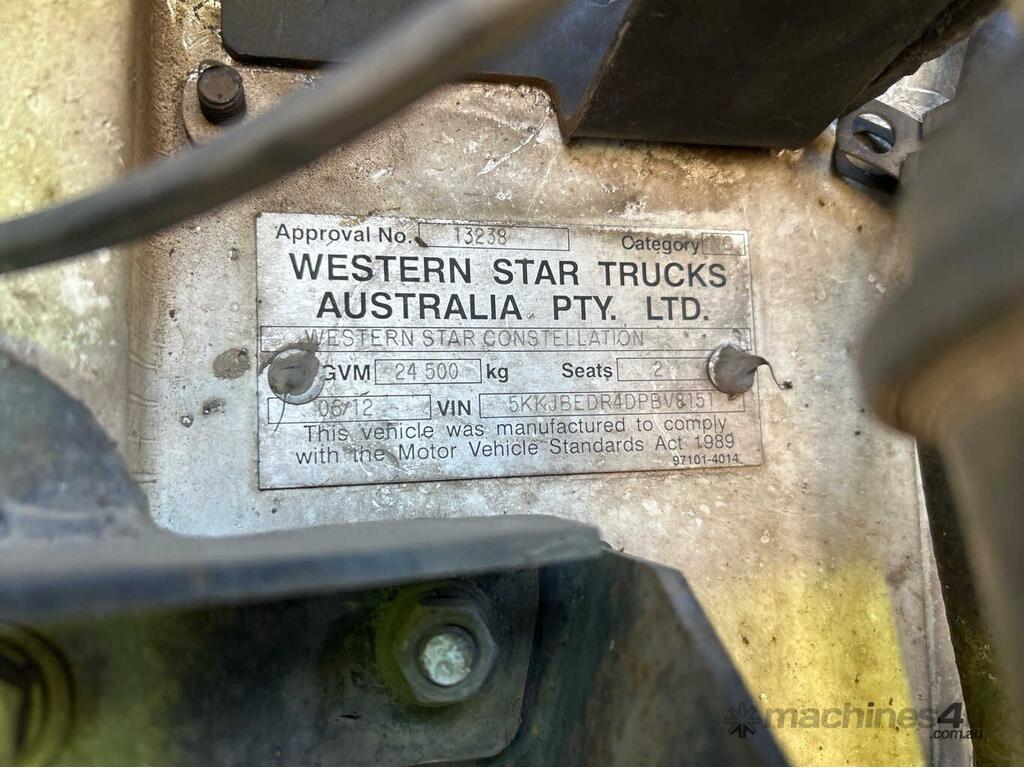 Approval No. 13238 Category NC
WESTERN STAR TRUCKS
AUSTRALIA PTY. LTD.
WESTERN STAR CONSTELLATION
GVM 24 500 kg Seats 2
06/12 VIN 5KKJBEDR4DPBV8151
This vehicle was manufactured to comply
with the Motor Vehicle Standards Act 1989
97101-4014
machines4u
.com.au